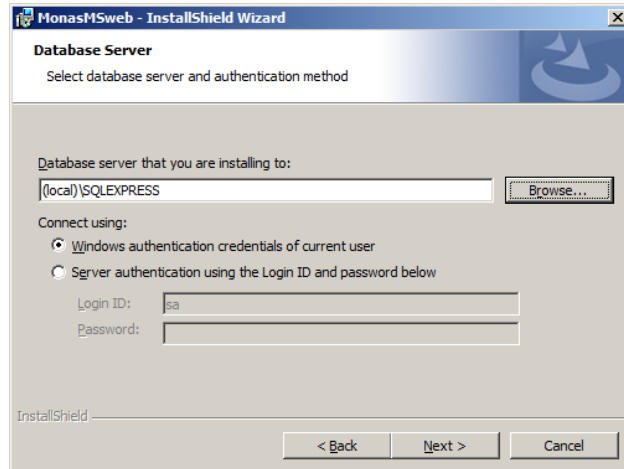 MonasMSweb - InstallShield Wizard
Database Server
Select database server and authentication method
Database server that you are installing to:
(local)\SQLEXPRESS
Browse...
Connect using:
Windows authentication credentials of current user
Server authentication using the Login ID and password below
Login ID:
sa
Password:
InstallShield
< Back
Next >
Cancel